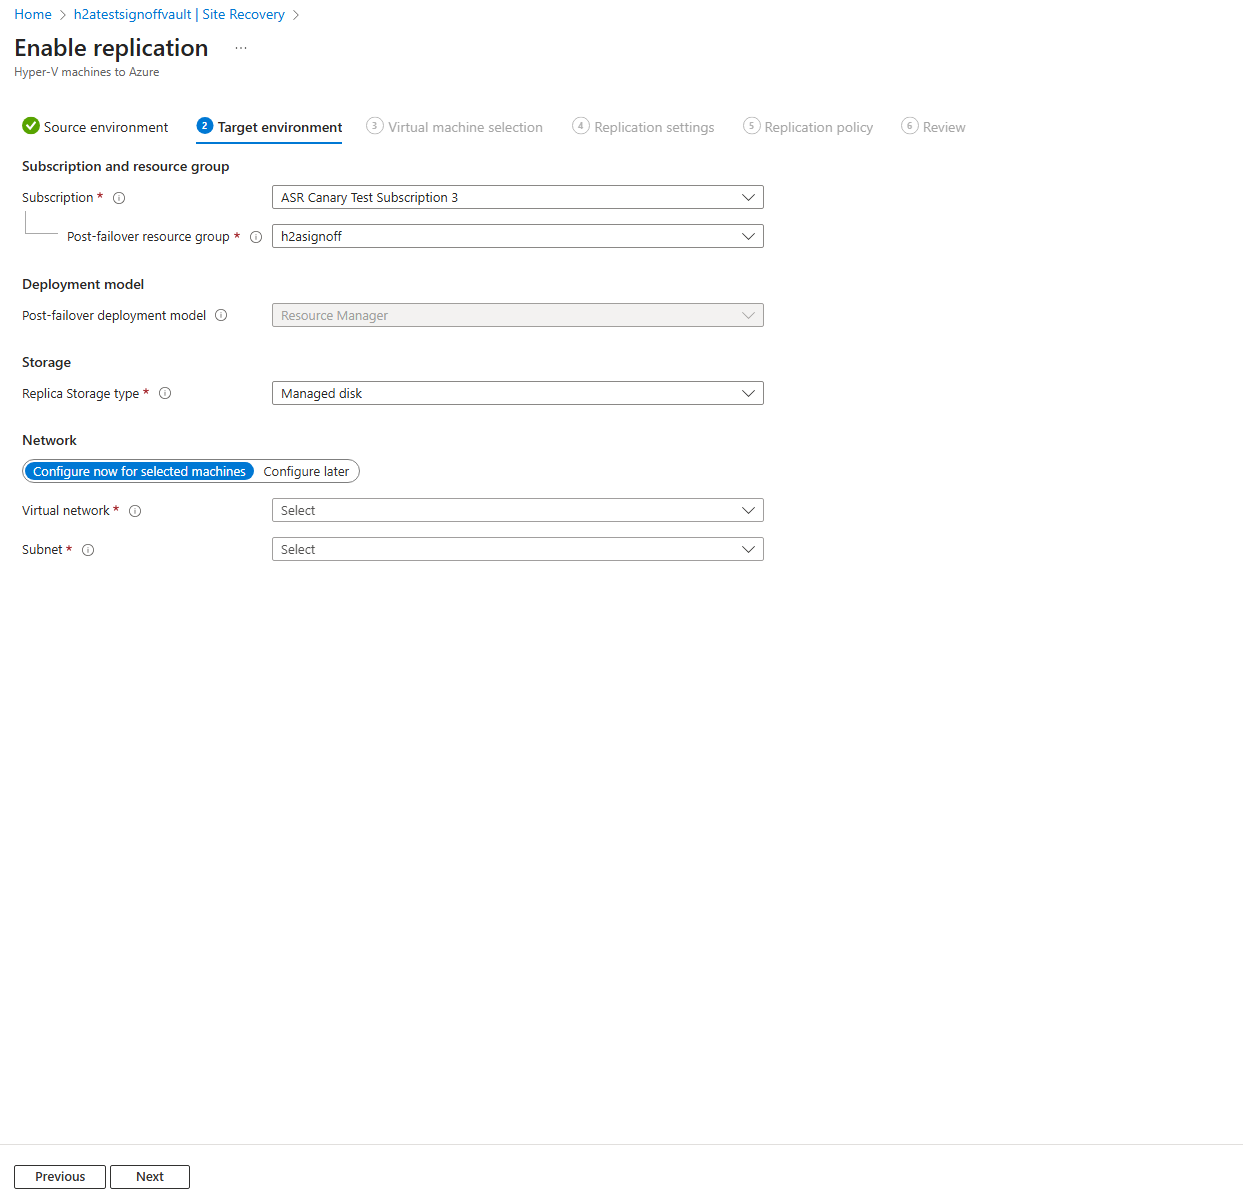 Home > h2atestsignoffvault | Site Recovery >
Enable replication ...
Hyper-V machines to Azure
Source environment 2 Target environment 3 Virtual machine selection 4 Replication settings 5 Replication policy 6 Review
Subscription and resource group
Subscription * ASR Canary Test Subscription 3
Post-failover resource group * h2asignoff
Deployment model
Post-failover deployment model Resource Manager
Storage
Replica Storage type * Managed disk
Network
Configure now for selected machines Configure later
Virtual network * Select
Subnet * Select
Previous Next